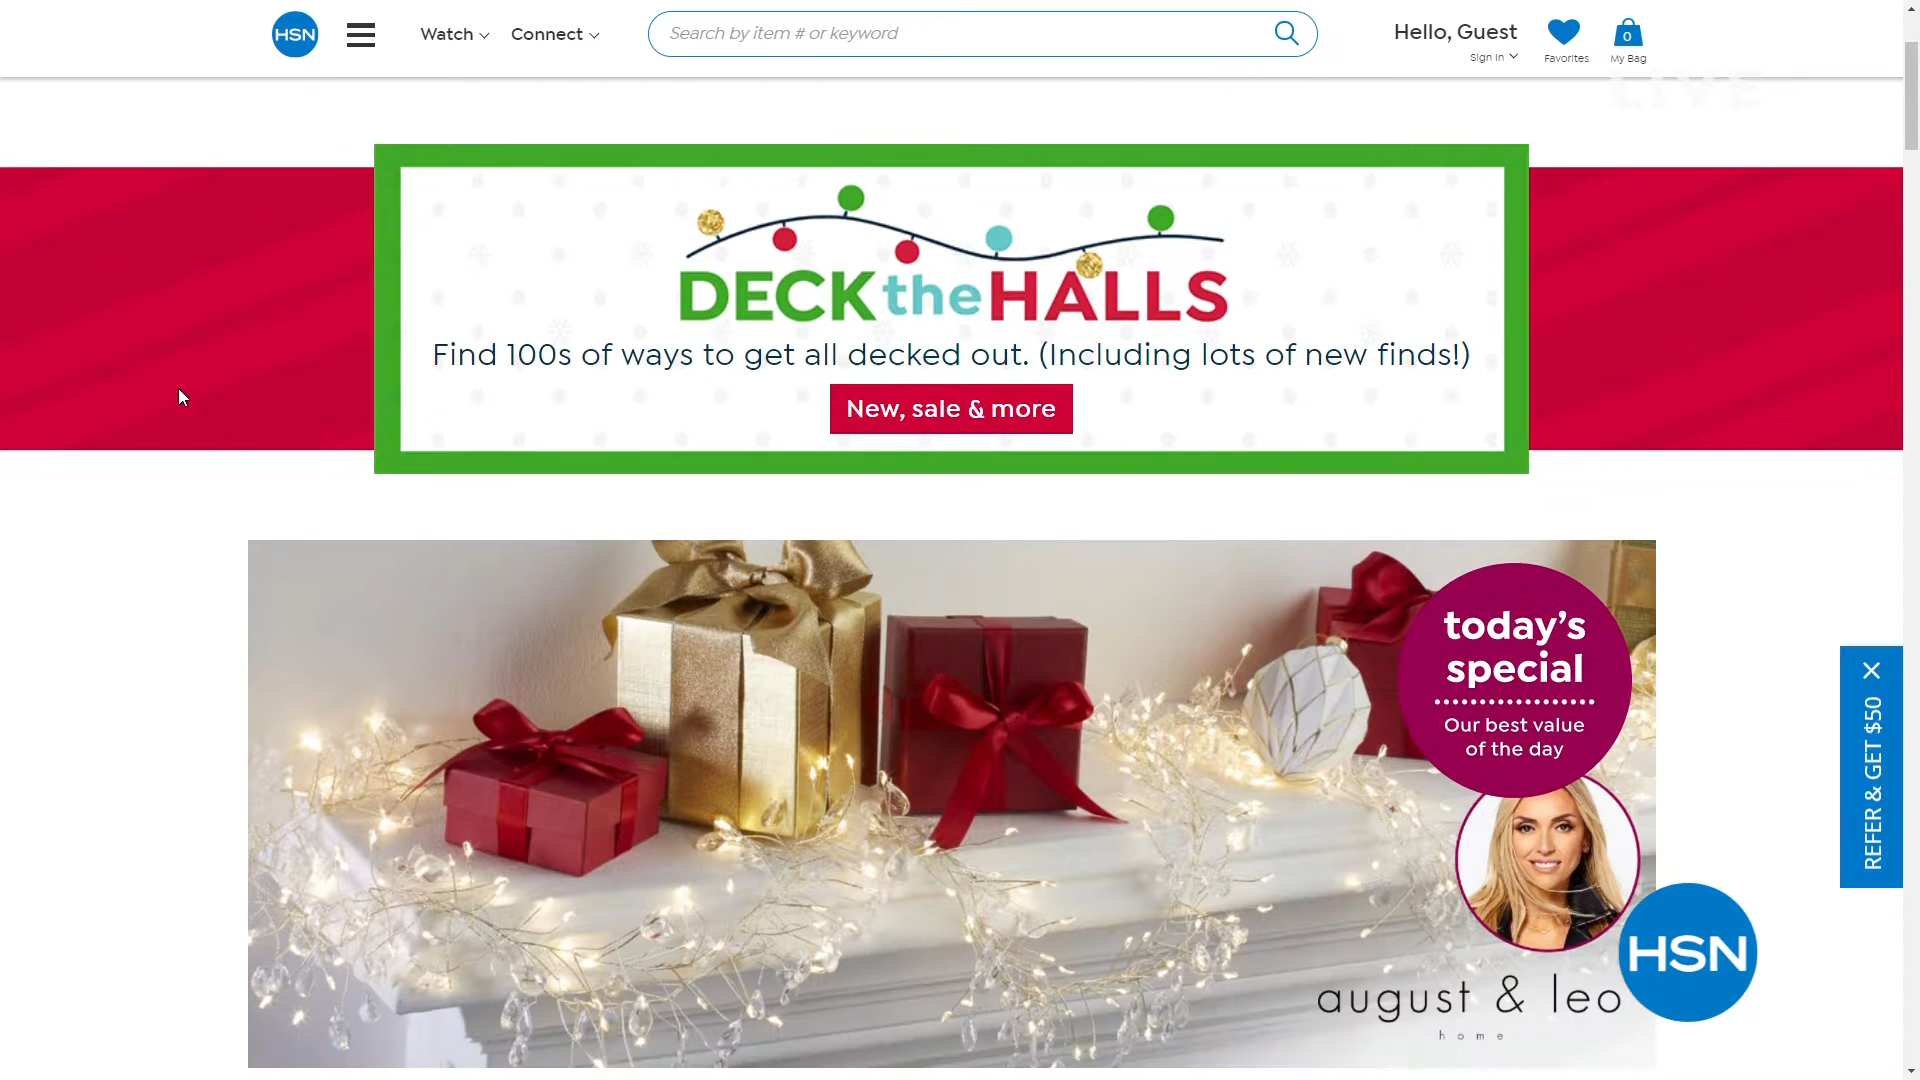 HSN
Watch
Connect
Search by item # or keyword
Hello, Guest
Sign In
Favorites
0
My Bag
LIVE
DECK the HALLS
Find 100s of ways to get all decked out. (Including lots of new finds!)
New, sale & more
today's
special
Our best value
of the day
REFER & GET $50
HSN
august & leo
home